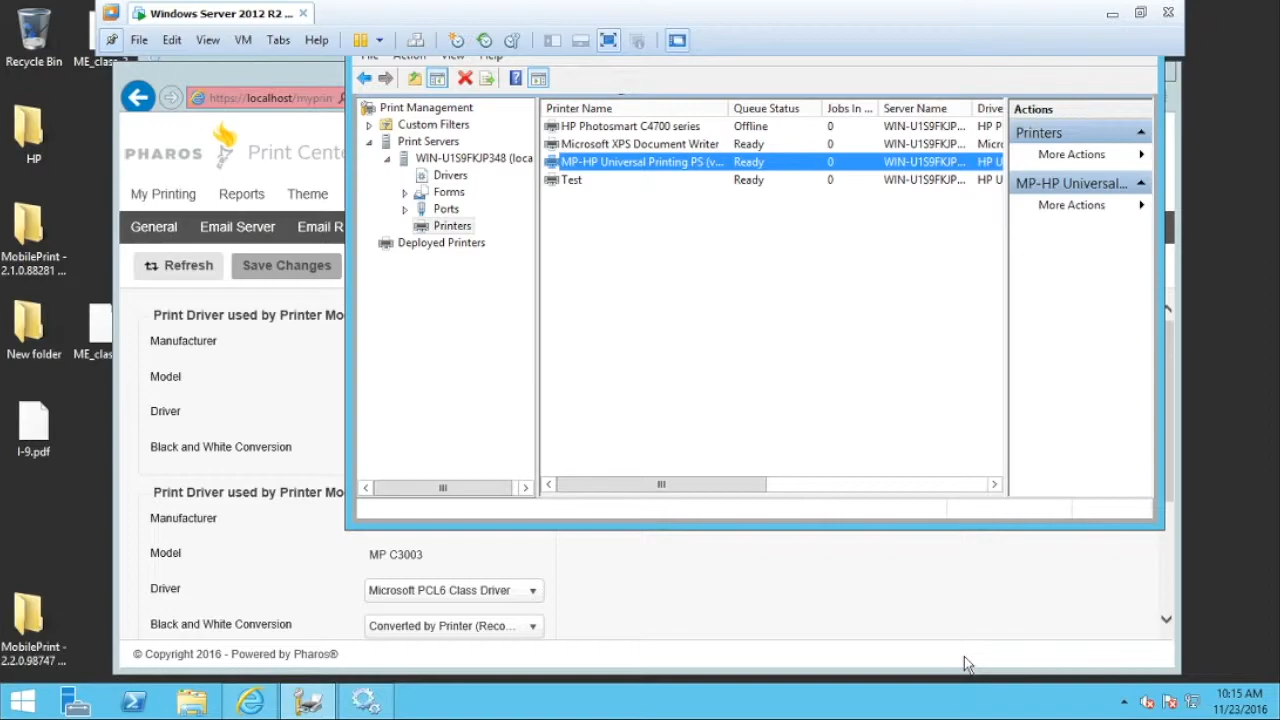 Windows Server 2012 R2 ...
File Edit View VM Tabs Help
Recycle Bin
HP
MobilePrint -
2.1.0.88281 ...
New folder
ME_clas
I-9.pdf
MobilePrint -
2.2.0.98747 ...
https://localhost/myprin
PHAROS Print Cente
My Printing Reports Theme
General Email Server Email R
Refresh Save Changes
Print Driver used by Printer Mo
Manufacturer
Model
Driver
Black and White Conversion
Print Driver used by Printer Mo
Manufacturer
Model MP C3003
Driver Microsoft PCL6 Class Driver
Black and White Conversion Converted by Printer (Reco...
© Copyright 2016 - Powered by Pharos®
Print Management
Custom Filters
Print Servers
WIN-U1S9FKJP348 (loca
Drivers
Forms
Ports
Printers
Deployed Printers
Printer Name Queue Status Jobs In ... Server Name Drive
HP Photosmart C4700 series Offline 0 WIN-U1S9FKJP... HP P
Microsoft XPS Document Writer Ready 0 WIN-U1S9FKJP... Micro
MP-HP Universal Printing PS (v... Ready 0 WIN-U1S9FKJP... HP U
Test Ready 0 WIN-U1S9FKJP... HP U
Actions
Printers
More Actions
MP-HP Universal...
More Actions
10:15 AM
11/23/2016